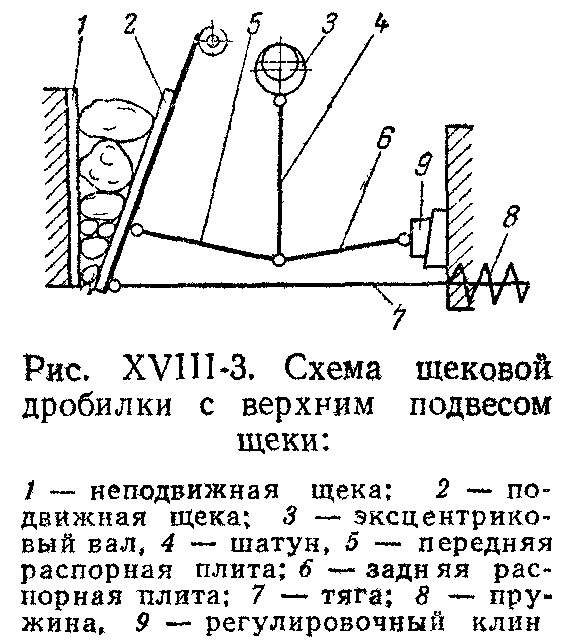 1 2 5 3 4
6
9
8
7
Рис. XVIII-3. Схема щековой
дробилки с верхним подвесом
щеки:
1 — неподвижная щека; 2 — по-
движная щека; 3 — эксцентрико-
вый вал, 4 — шатун, 5 — передняя
распорная плита; 6 — задняя рас-
порная плита; 7 — тяга; 8 — пру-
жина, 9 — регулировочный клин